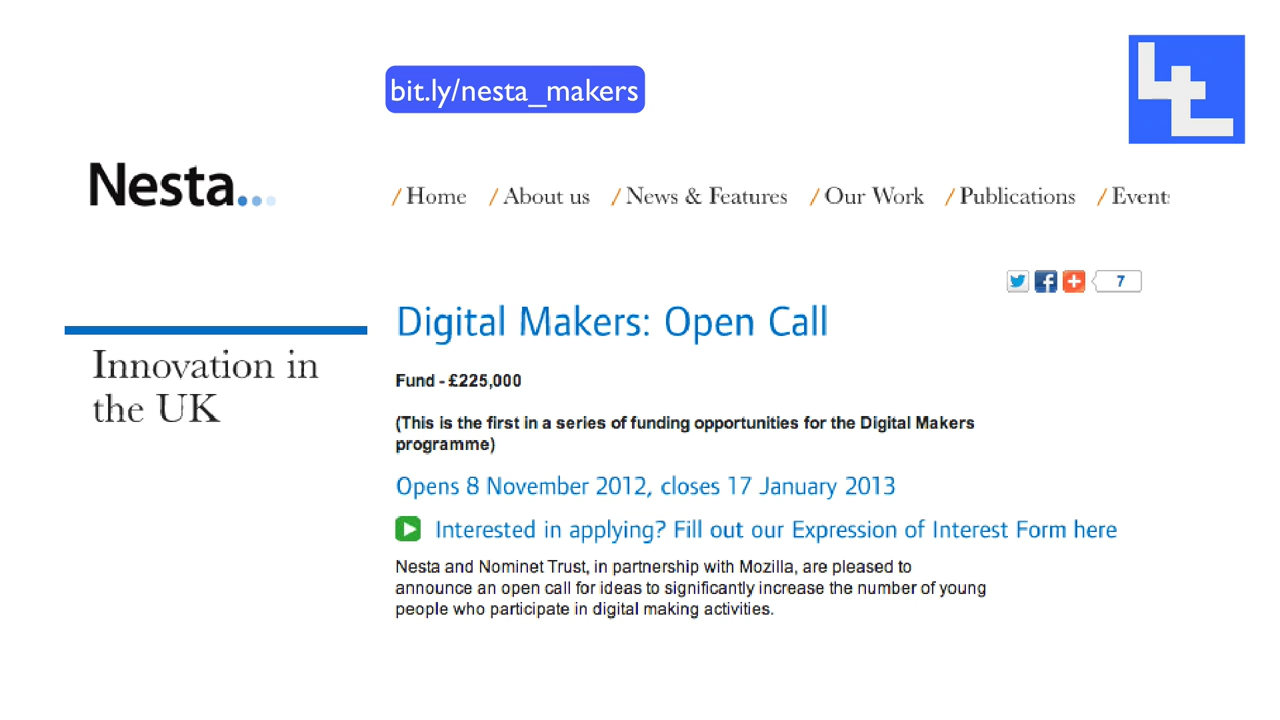 bit.ly/nesta_makers
Nesta...
/ Home / About us / News & Features / Our Work / Publications / Events
7
Digital Makers: Open Call
Innovation in
the UK
Fund - £225,000
(This is the first in a series of funding opportunities for the Digital Makers
programme)
Opens 8 November 2012, closes 17 January 2013
Interested in applying? Fill out our Expression of Interest Form here
Nesta and Nominet Trust, in partnership with Mozilla, are pleased to
announce an open call for ideas to significantly increase the number of young
people who participate in digital making activities.